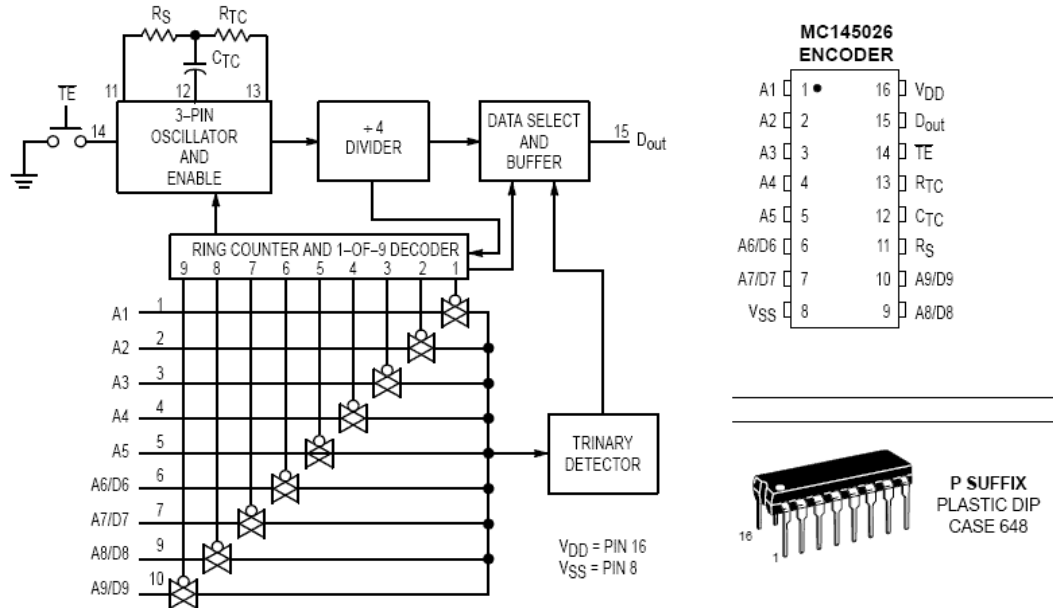 RS RTC
CTC
11 12 13
TE
14
3–PIN
OSCILLATOR
AND
ENABLE
÷4
DIVIDER
DATA SELECT
AND
BUFFER
15 Dout
RING COUNTER AND 1–OF–9 DECODER
9 8 7 6 5 4 3 2 1
A1 1
A2 2
A3 3
A4 4
A5 5
A6/D6 6
A7/D7 7
A8/D8 9
A9/D9 10
TRINARY
DETECTOR
VDD = PIN 16
VSS = PIN 8
MC145026
ENCODER
A1 1 16 VDD
A2 2 15 Dout
A3 3 14 TE
A4 4 13 RTC
A5 5 12 CTC
A6/D6 6 11 RS
A7/D7 7 10 A9/D9
VSS 8 9 A8/D8
P SUFFIX
PLASTIC DIP
CASE 648
16
1